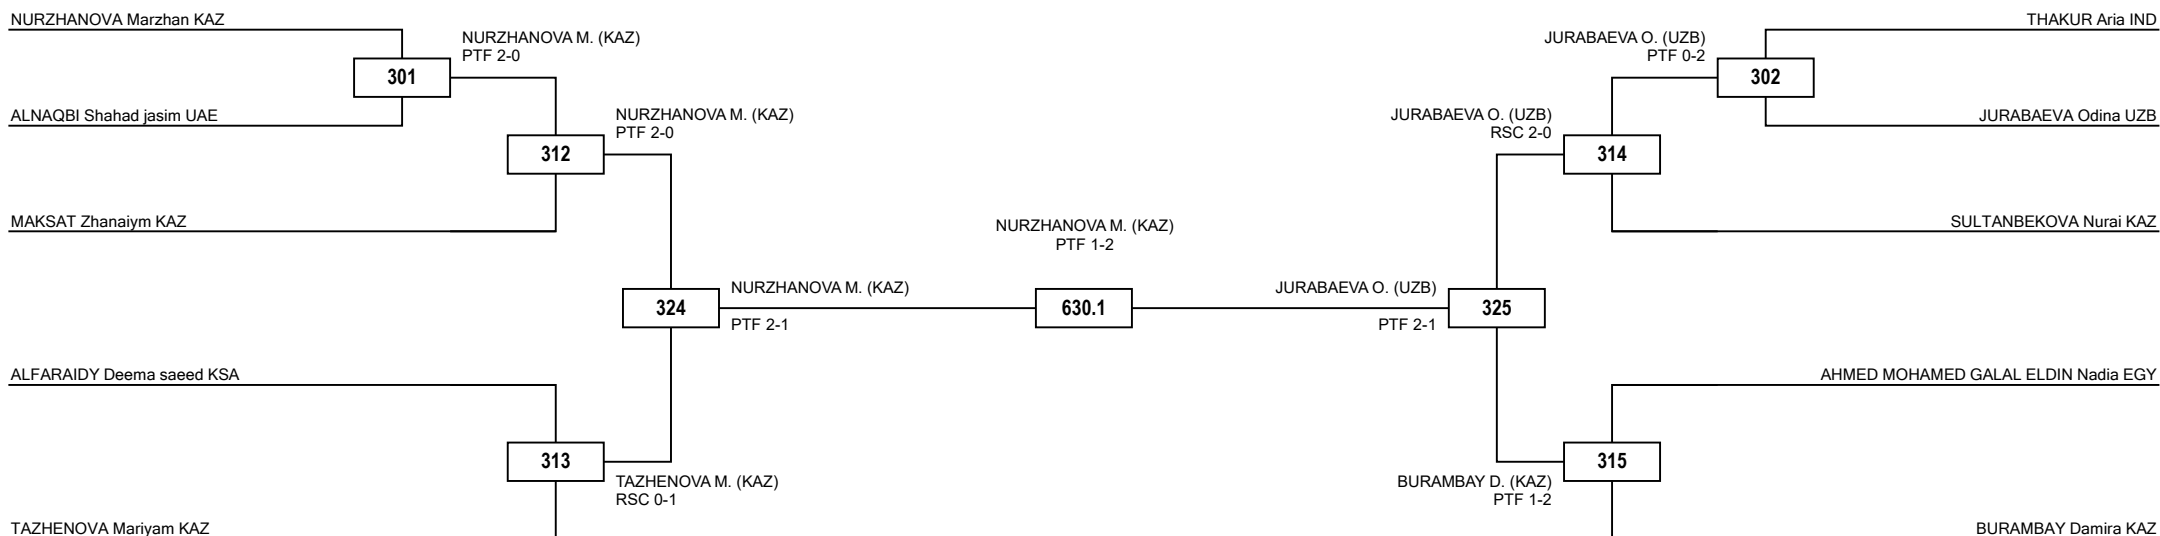 NURZHANOVA Marzhan KAZ
THAKUR Aria IND
NURZHANOVA M. (KAZ)
PTF 2-0
JURABAEVA O. (UZB)
PTF 0-2
301
302
ALNAQBI Shahad jasim UAE
NURZHANOVA M. (KAZ)
PTF 2-0
JURABAEVA O. (UZB)
RSC 2-0
JURABAEVA Odina UZB
312
314
MAKSAT Zhanaiym KAZ
NURZHANOVA M. (KAZ)
PTF 1-2
SULTANBEKOVA Nurai KAZ
324
NURZHANOVA M. (KAZ)
PTF 2-1
630.1
JURABAEVA O. (UZB)
PTF 2-1
325
ALFARAIDY Deema saeed KSA
AHMED MOHAMED GALAL ELDIN Nadia EGY
313
315
TAZHENOVA M. (KAZ)
RSC 0-1
BURAMBAY D. (KAZ)
PTF 1-2
TAZHENOVA Mariyam KAZ
BURAMBAY Damira KAZ